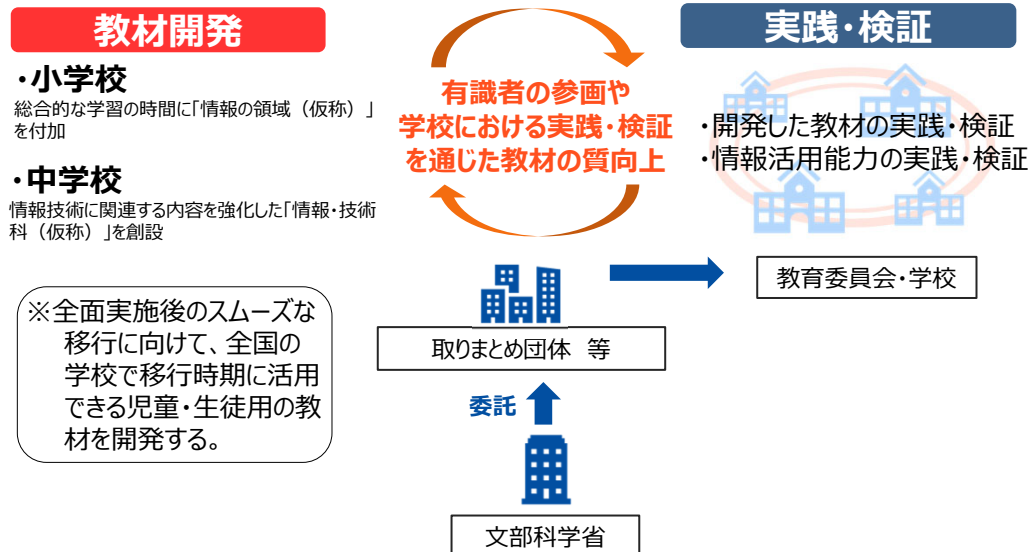 教材開発
・小学校
総合的な学習の時間に「情報の領域（仮称）」
を付加
・中学校
情報技術に関連する内容を強化した「情報・技術
科（仮称）」を創設
※全面実施後のスムーズな
移行に向けて、全国の
学校で移行時期に活用
できる児童・生徒用の教
材を開発する。
有識者の参画や
学校における実践・検証
を通じた教材の質向上
実践・検証
・開発した教材の実践・検証
・情報活用能力の実践・検証
教育委員会・学校
取りまとめ団体　等
委託
文部科学省